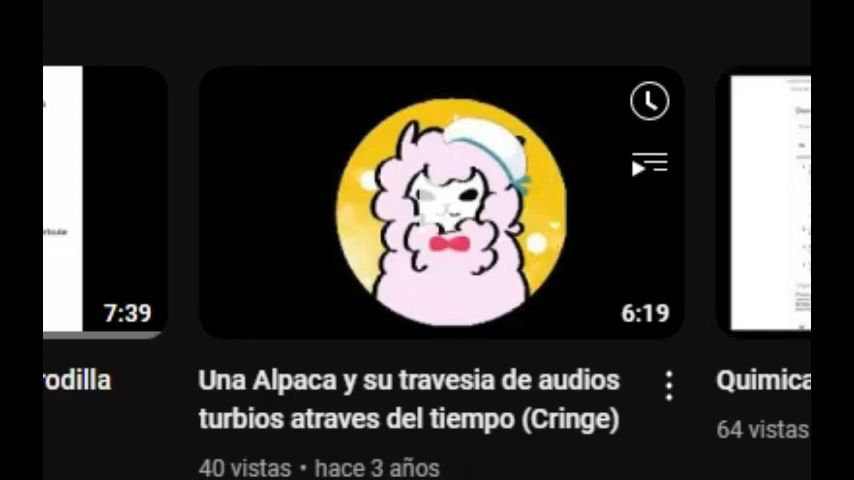 7:39
6:19
rodilla
Una Alpaca y su travesia de audios
turbios atraves del tiempo (Cringe)
40 vistas • hace 3 años
Quimica
64 vistas